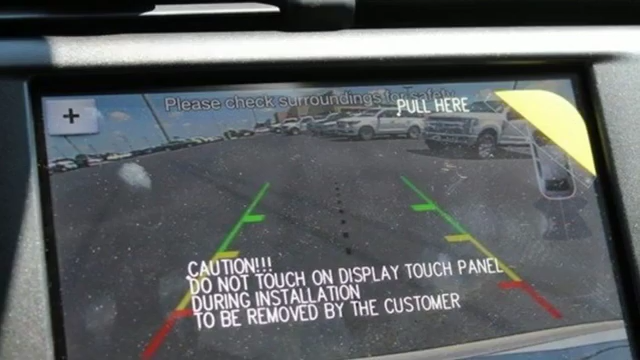 +
Please check surroundings for safety
PULL HERE
CAUTION!!!
DO NOT TOUCH ON DISPLAY TOUCH PANEL
DURING INSTALLATION
TO BE REMOVED BY THE CUSTOMER